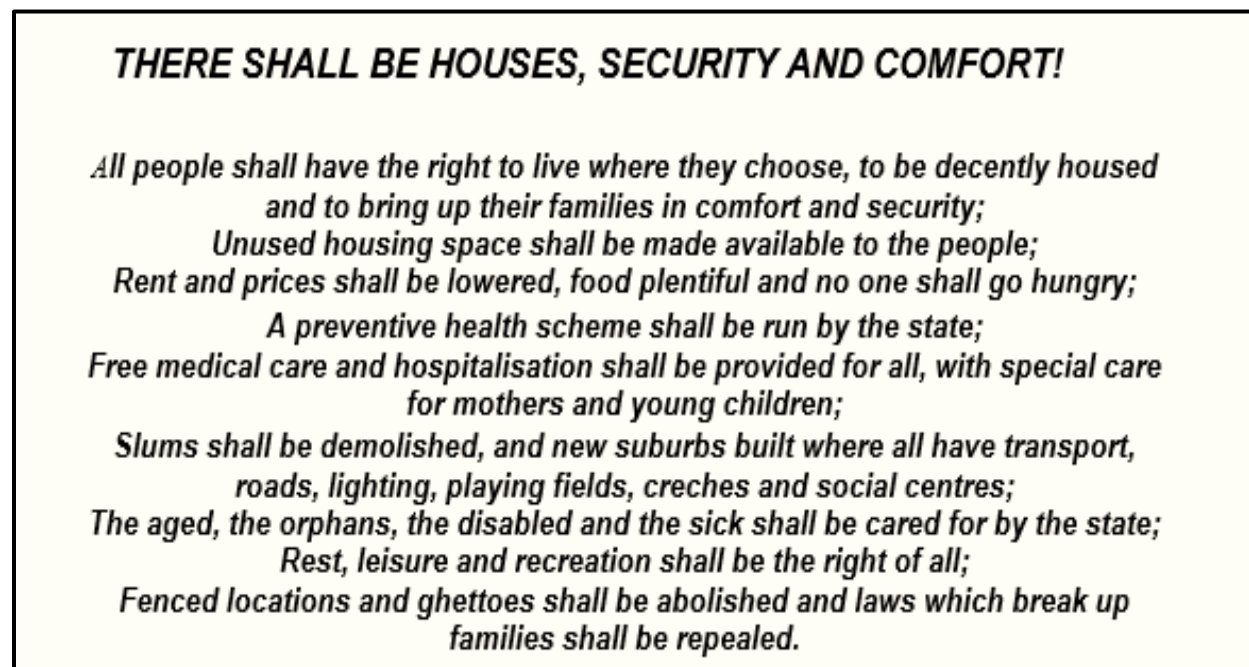 THERE SHALL BE HOUSES, SECURITY AND COMFORT!
All people shall have the right to live where they choose, to be decently housed
and to bring up their families in comfort and security;
Unused housing space shall be made available to the people;
Rent and prices shall be lowered, food plentiful and no one shall go hungry;
A preventive health scheme shall be run by the state;
Free medical care and hospitalisation shall be provided for all, with special care
for mothers and young children;
Slums shall be demolished, and new suburbs built where all have transport,
roads, lighting, playing fields, creches and social centres;
The aged, the orphans, the disabled and the sick shall be cared for by the state;
Rest, leisure and recreation shall be the right of all;
Fenced locations and ghettoes shall be abolished and laws which break up
families shall be repealed.